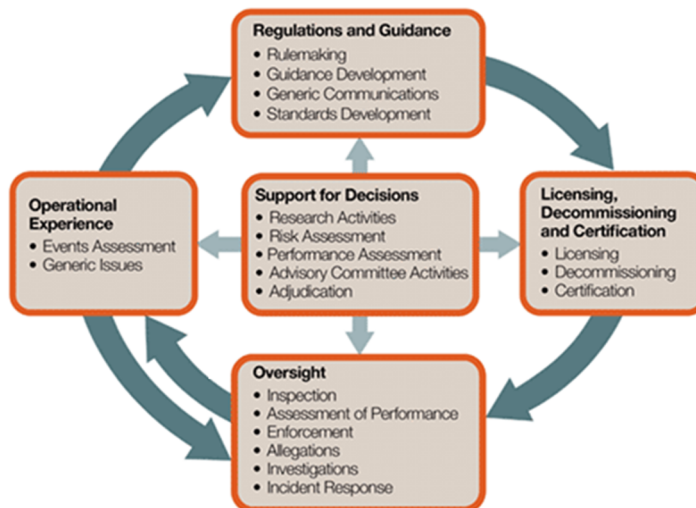 Regulations and Guidance
• Rulemaking
• Guidance Development
• Generic Communications
• Standards Development
Operational
Experience
• Events Assessment
• Generic Issues
Support for Decisions
• Research Activities
• Risk Assessment
• Performance Assessment
• Advisory Committee Activities
• Adjudication
Licensing,
Decommissioning
and Certification
• Licensing
• Decommissioning
• Certification
Oversight
• Inspection
• Assessment of Performance
• Enforcement
• Allegations
• Investigations
• Incident Response